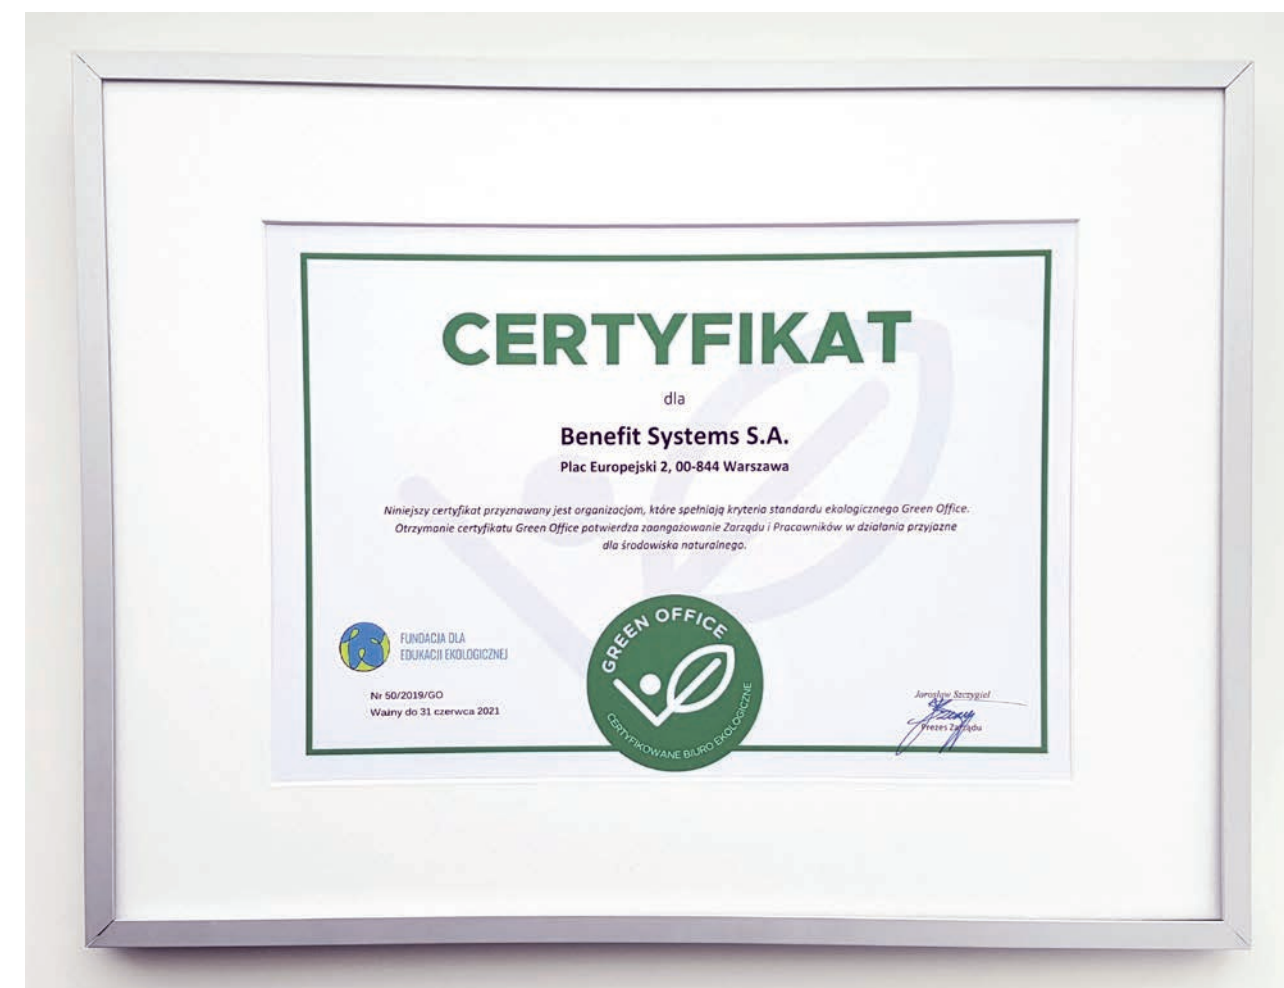 CERTYFIKAT
dla
Benefit Systems S.A.
Plac Europejski 2, 00-844 Warszawa
Niniejszy certyfikat przyznawany jest organizacjom, które spełniają kryteria standardu ekologicznego Green Office.
Otrzymanie certyfikatu Green Office potwierdza zaangażowanie Zarządu i Pracowników w działania przyjazne
dla środowiska naturalnego.
FUNDACJA DLA
EDUKACJI EKOLOGICZNEJ
Nr 50/2019/GO
Ważny do 31 czerwca 2021
GREEN OFFICE
CERTYFIKOWANE BIURO EKOLOGICZNE
Jarosław Szczygieł
Prezes Zarządu